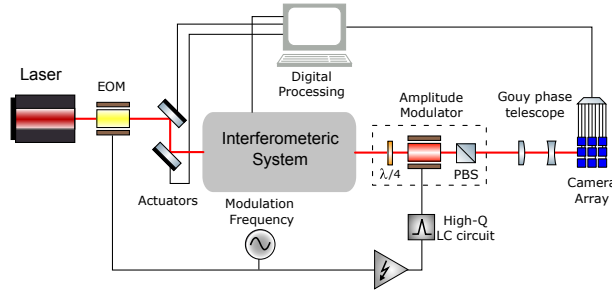 Laser
EOM
Actuators
Digital
Processing
Interferometeric
System
Modulation
Frequency
Amplitude
Modulator
λ/4
PBS
High-Q
LC circuit
Gouy phase
telescope
Camera
Array